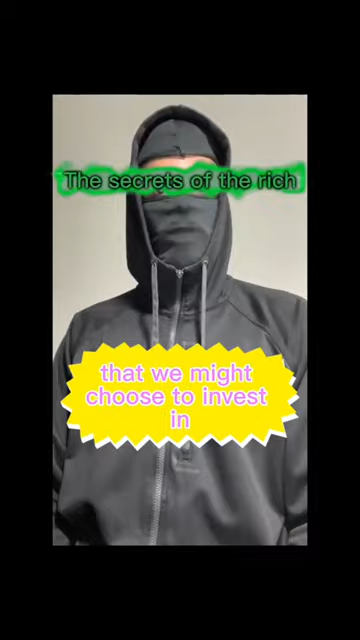 The secrets of the rich
that we might
choose to invest
in